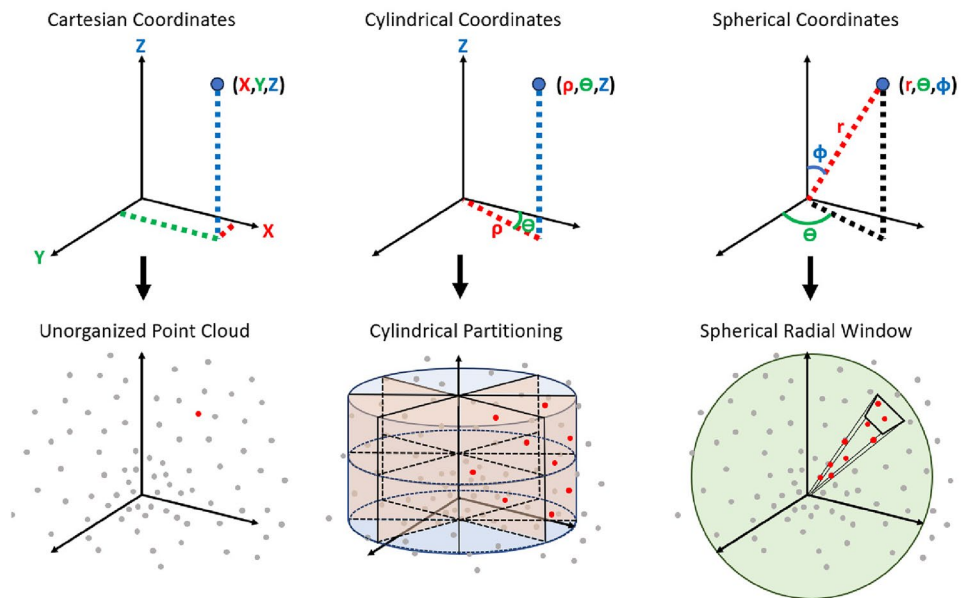 Cartesian Coordinates
Cylindrical Coordinates
Spherical Coordinates
Z
(X,Y,Z)
X
Y
Z
(ρ,Θ,Z)
ρ
Θ
(r,Θ,ϕ)
r
ϕ
Θ
Unorganized Point Cloud
Cylindrical Partitioning
Spherical Radial Window